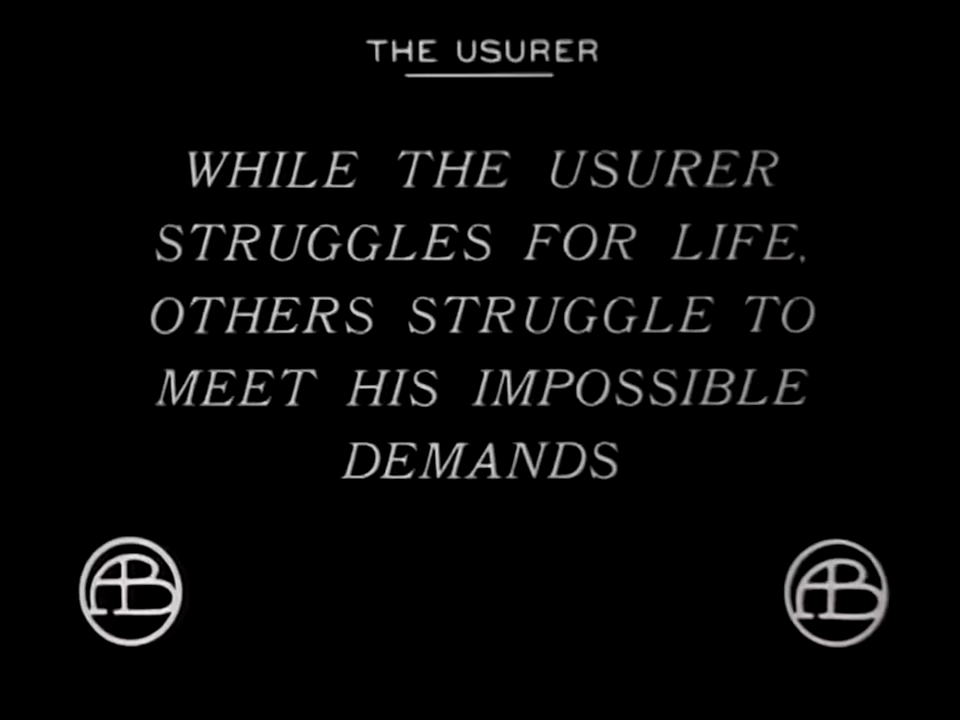 THE USURER
WHILE THE USURER
STRUGGLES FOR LIFE.
OTHERS STRUGGLE TO
MEET HIS IMPOSSIBLE
DEMANDS
AB
AB